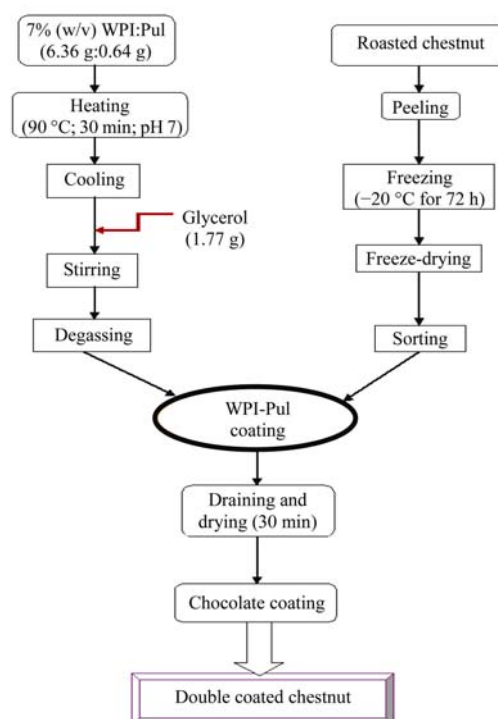 7% (w/v) WPI:Pul
(6.36 g:0.64 g)
Heating
(90 °C; 30 min; pH 7)
Cooling
Glycerol
(1.77 g)
Stirring
Degassing
Roasted chestnut
Peeling
Freezing
(−20 °C for 72 h)
Freeze-drying
Sorting
WPI-Pul
coating
Draining and
drying (30 min)
Chocolate coating
Double coated chestnut